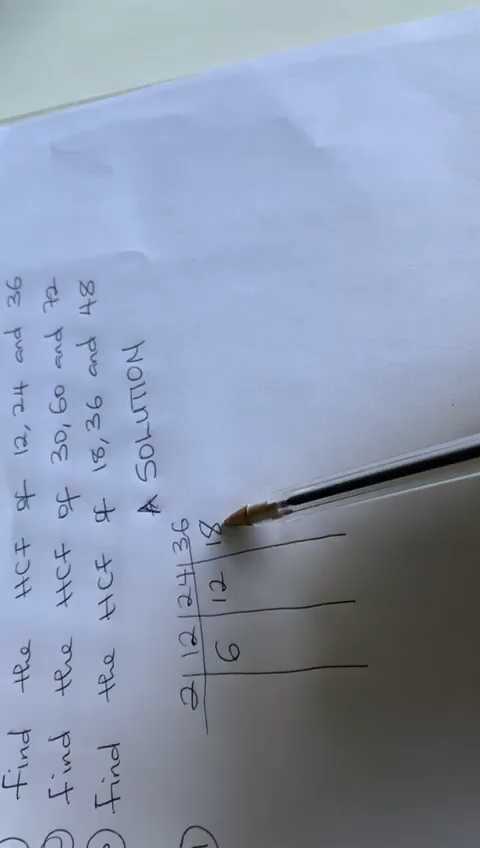 Find the HCF of 12, 24 and 36
Find the HCF of 30, 60 and 72
Find the HCF of 18, 36 and 48
SOLUTION
2 12 24 36
6 12 18